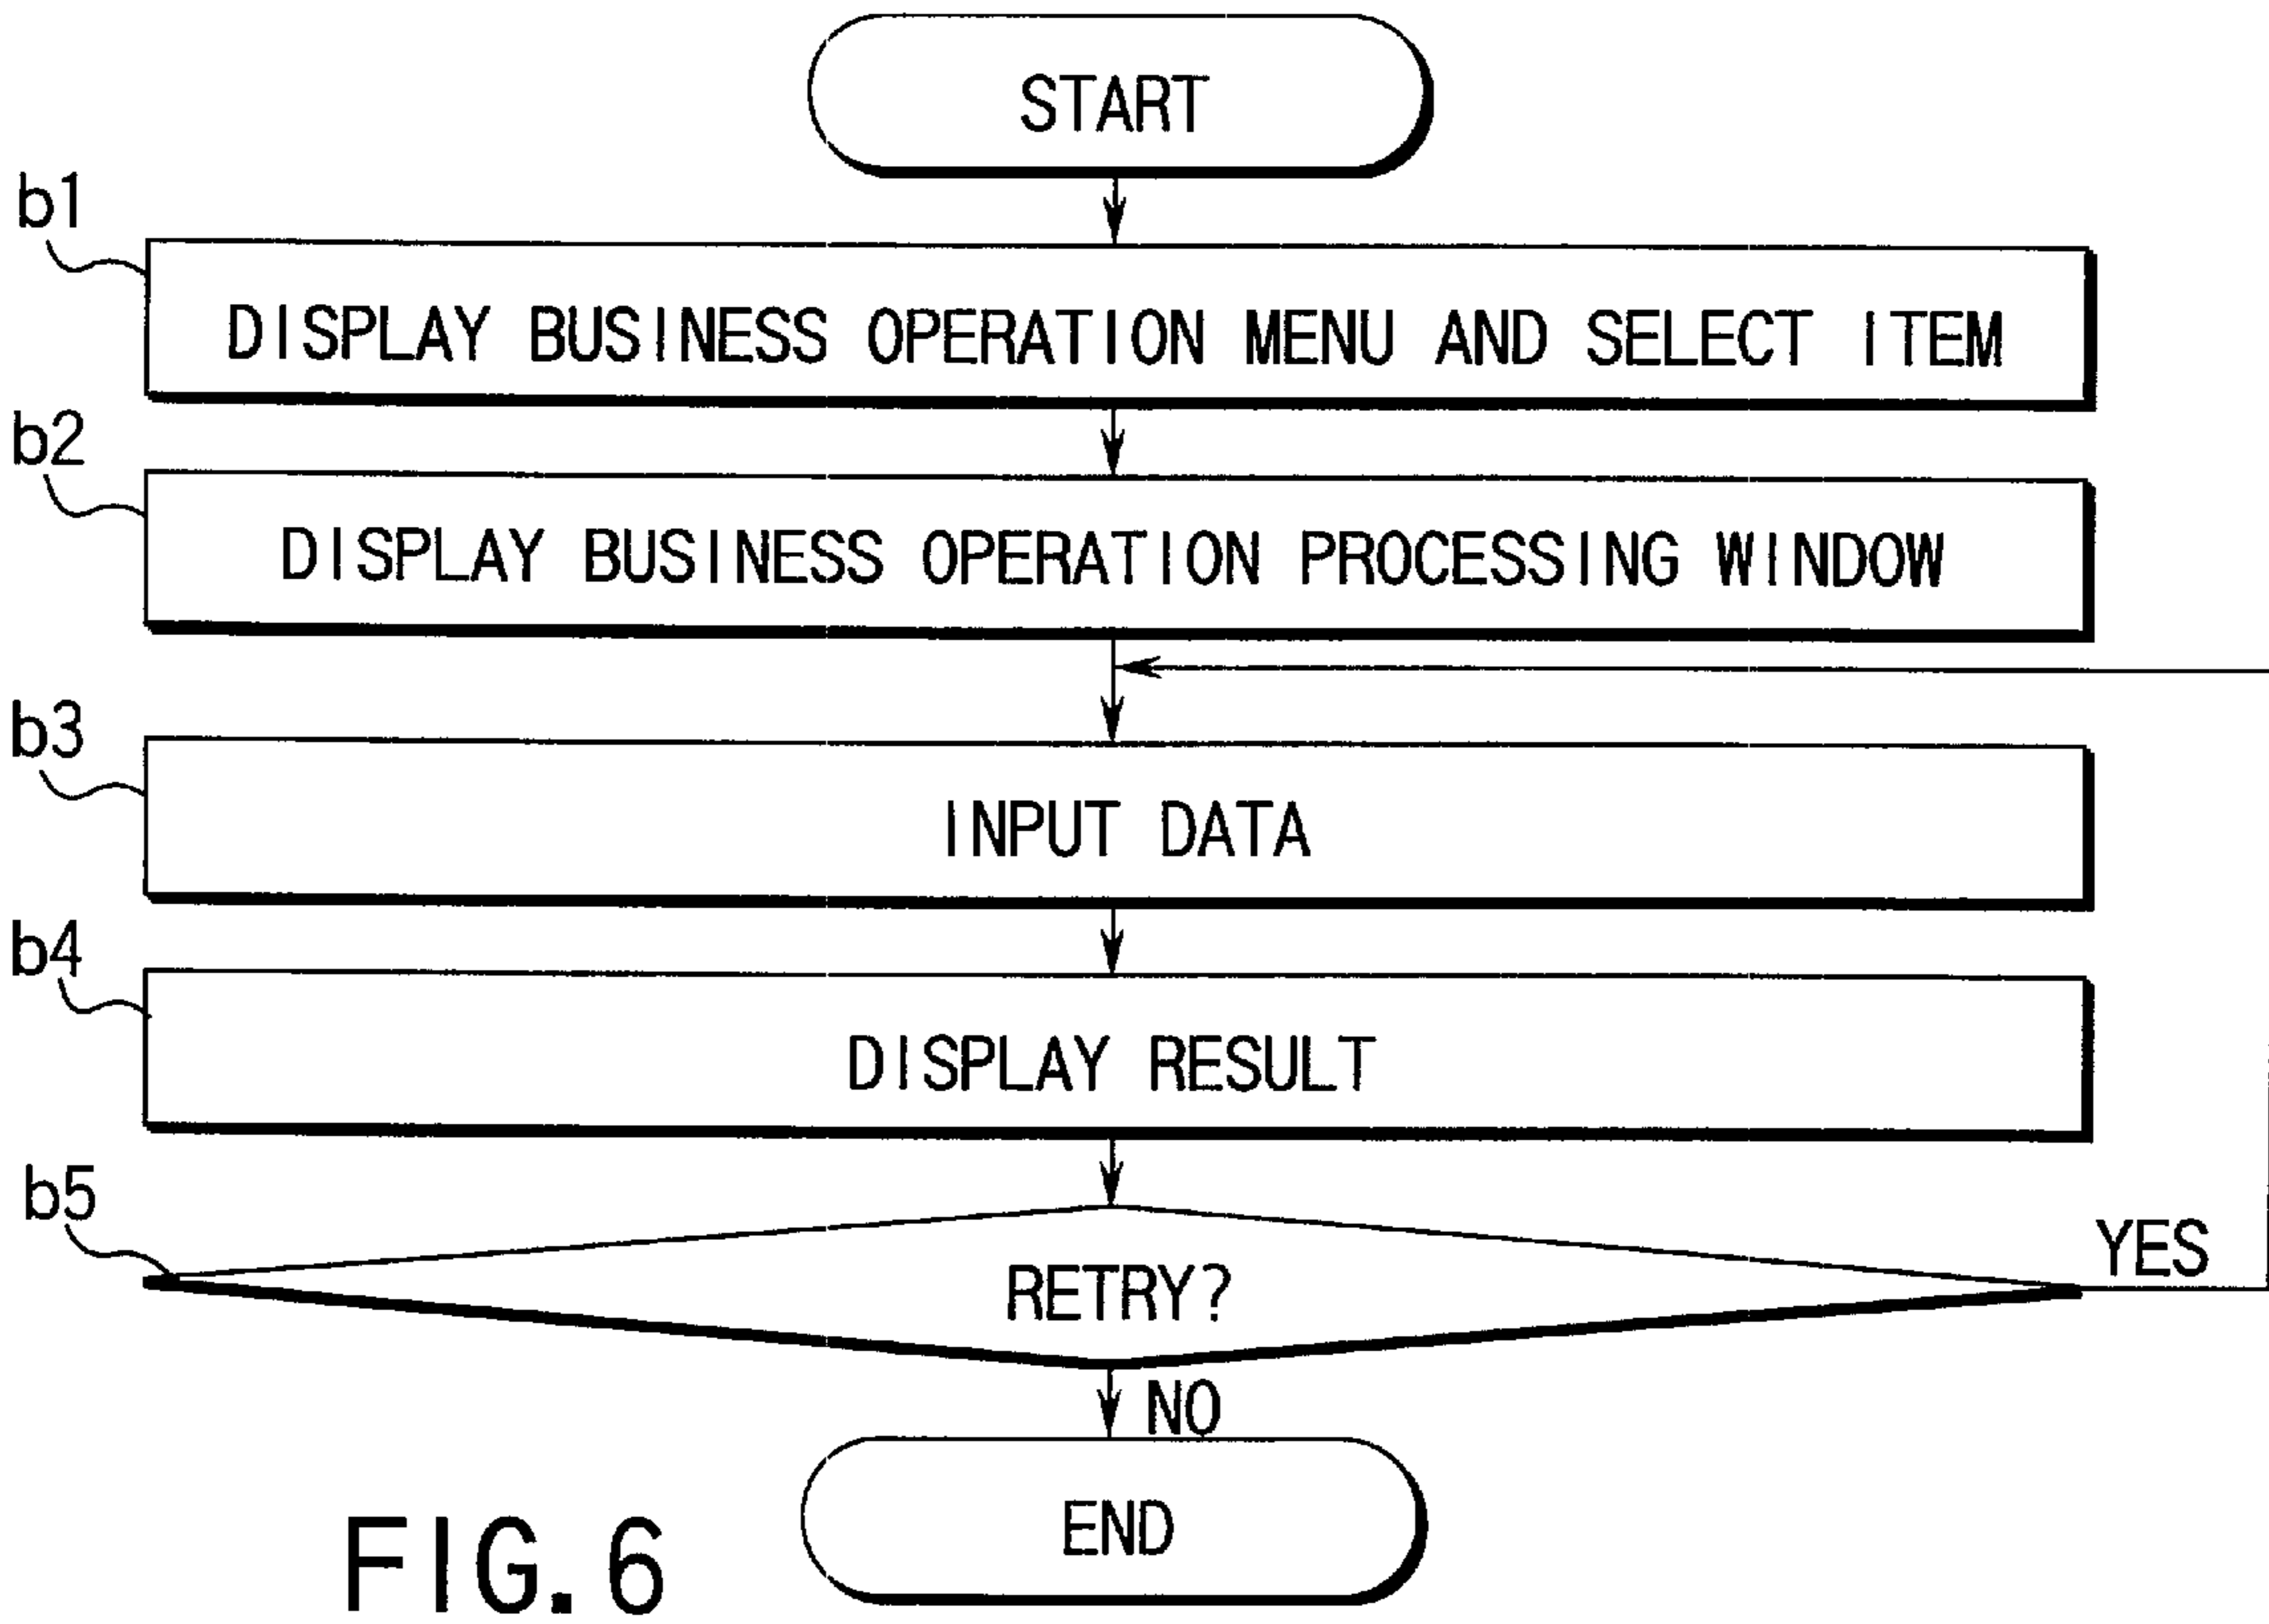 START
b1
DISPLAY BUSINESS OPERATION MENU AND SELECT ITEM
b2
DISPLAY BUSINESS OPERATION PROCESSING WINDOW
b3
INPUT DATA
b4
DISPLAY RESULT
b5
RETRY?
YES
NO
END
FIG. 6